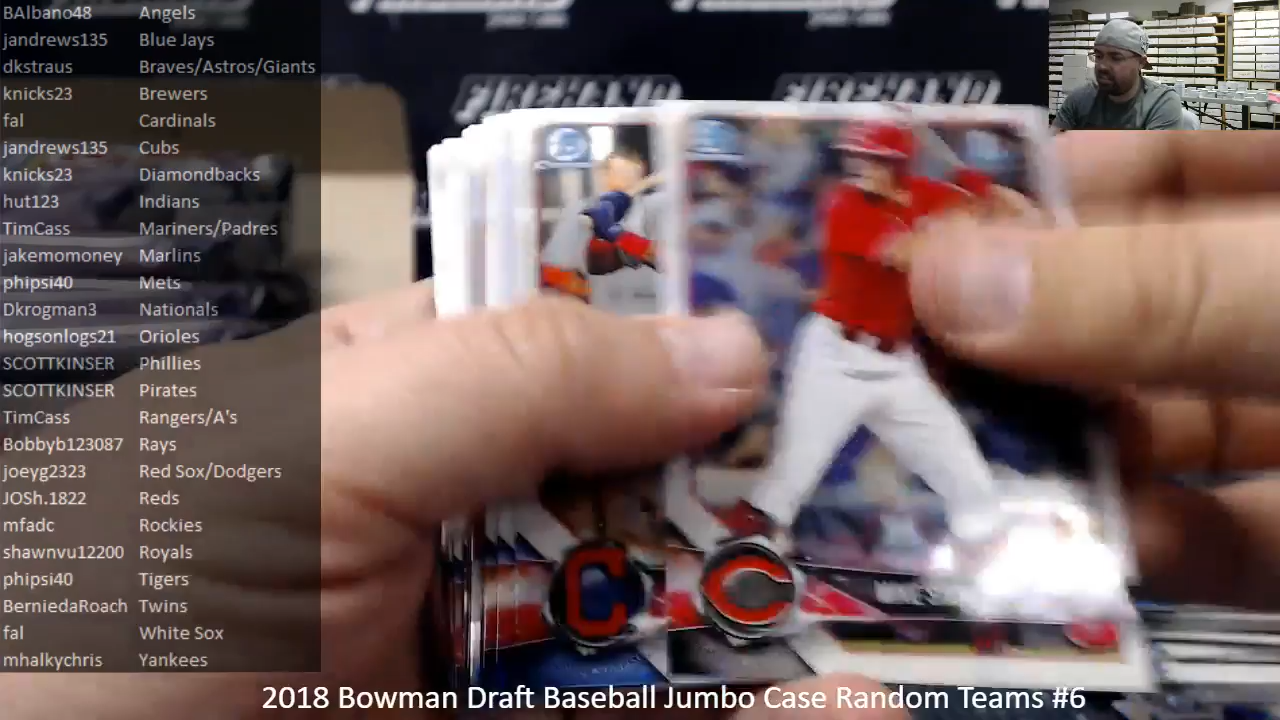 BAlbano48 Angels
jandrews135 Blue Jays
dkstraus Braves/Astros/Giants
knicks23 Brewers
fal Cardinals
jandrews135 Cubs
knicks23 Diamondbacks
hut123 Indians
TimCass Mariners/Padres
jakemomoney Marlins
phipsi40 Mets
Dkrogman3 Nationals
hogsonlogs21 Orioles
SCOTTKINSER Phillies
SCOTTKINSER Pirates
TimCass Rangers/A's
Bobbyb123087 Rays
joeyg2323 Red Sox/Dodgers
JOSh.1822 Reds
mfadc Rockies
shawnvu12200 Royals
phipsi40 Tigers
BerniedaRoach Twins
fal White Sox
mhalkychris Yankees
C
C
2018 Bowman Draft Baseball Jumbo Case Random Teams #6